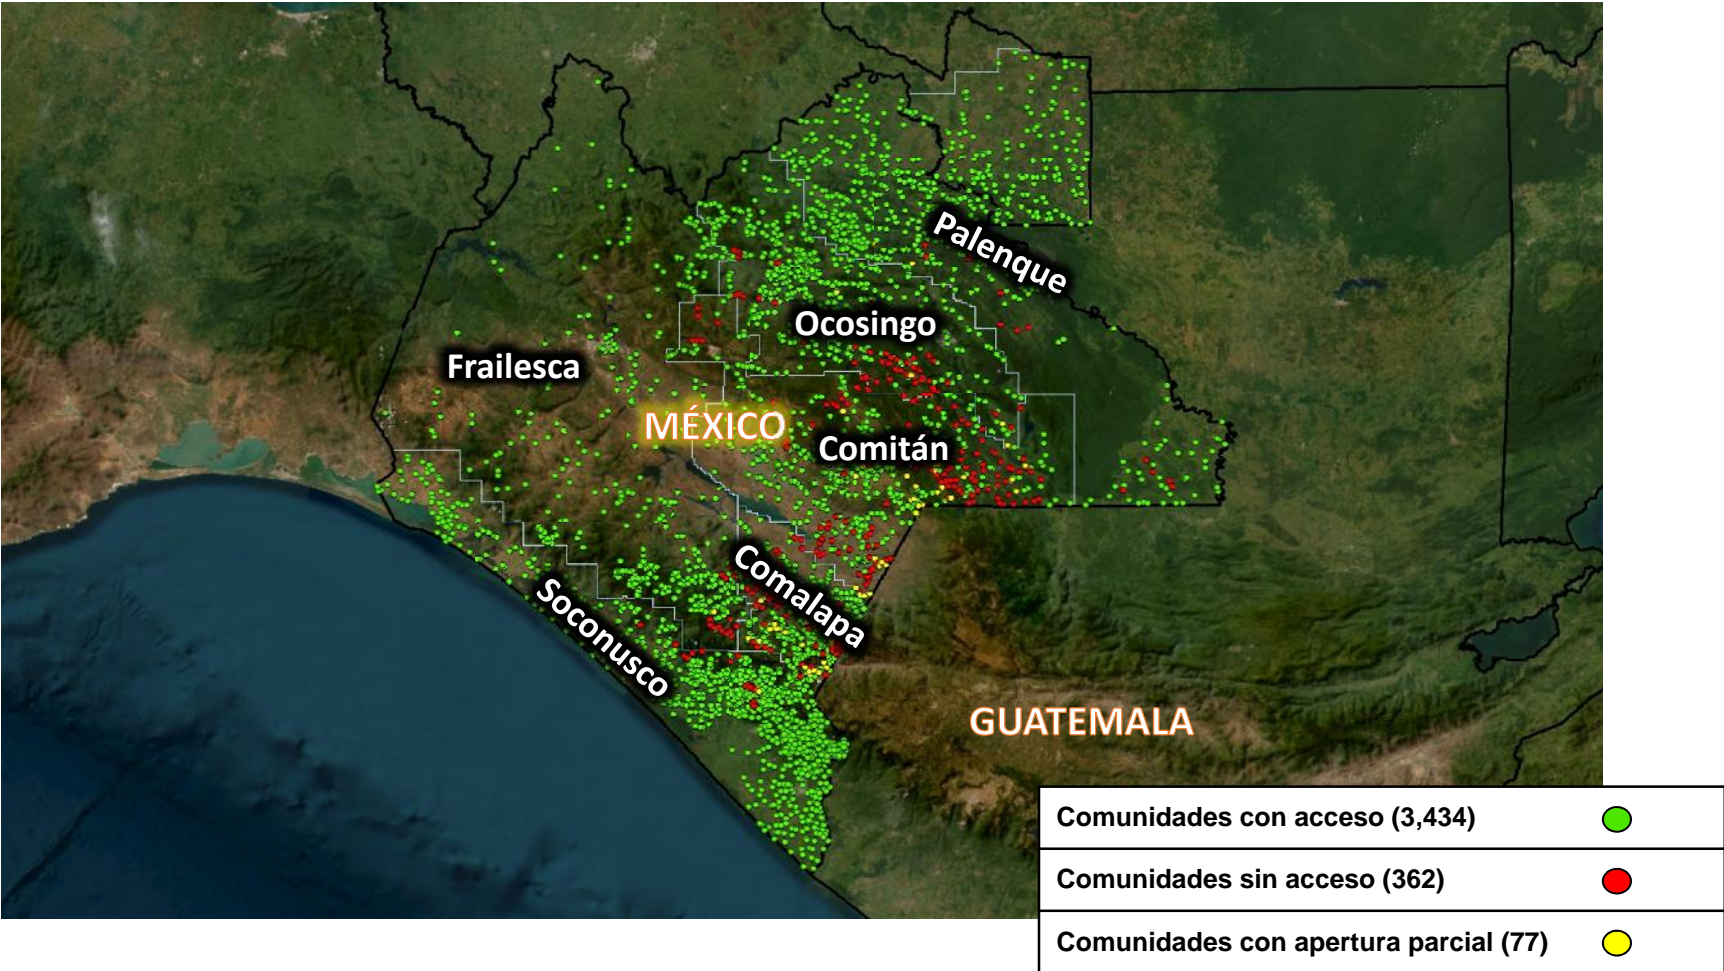 Palenque
Ocosingo
Frailesca
MÉXICO
Comitán
Comalapa
Soconusco
GUATEMALA
Comunidades con acceso (3,434)
Comunidades sin acceso (362)
Comunidades con apertura parcial (77)